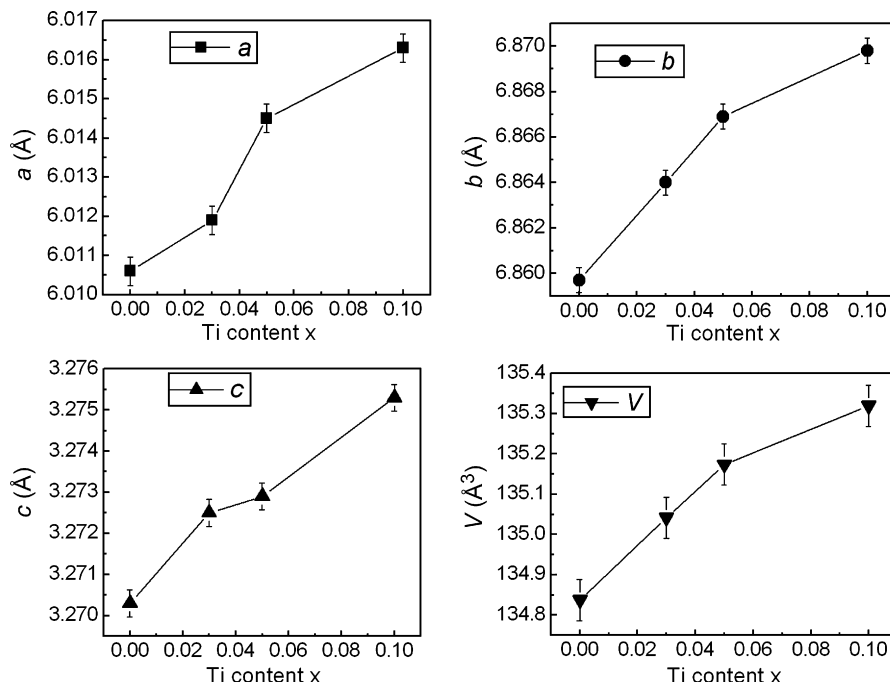 6.017
6.016
6.015
6.014
6.013
6.012
6.011
6.010
a (Å)
a
0.00 0.02 0.04 0.06 0.08 0.10
Ti content x
6.870
6.868
6.866
6.864
6.862
6.860
b (Å)
b
0.00 0.02 0.04 0.06 0.08 0.10
Ti content x
3.276
3.275
3.274
3.273
3.272
3.271
3.270
c (Å)
c
0.00 0.02 0.04 0.06 0.08 0.10
Ti content x
135.4
135.3
135.2
135.1
135.0
134.9
134.8
V (Å³)
V
0.00 0.02 0.04 0.06 0.08 0.10
Ti content x